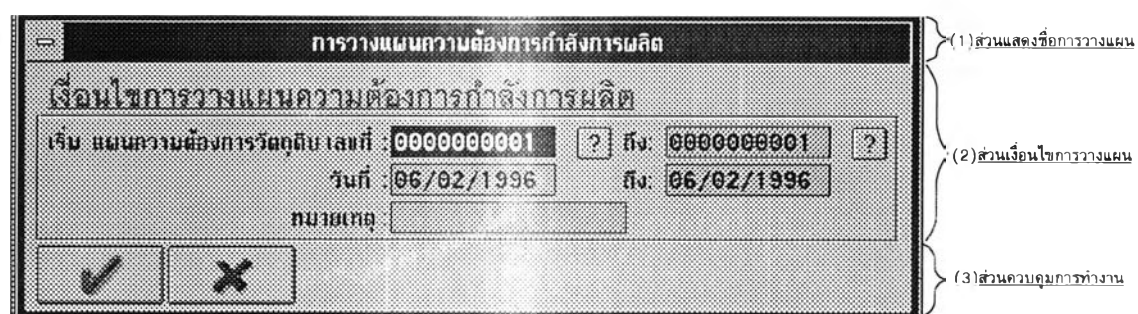 การวางแผนความต้องการกำลังการผลิต
(1)ส่วนแสดงชื่อการวางแผน
เงื่อนไขการวางแผนความต้องการกำลังการผลิต
เริ่ม แผนความต้องการวัตถุดิบ เลขที่ : 0000000001 ? ถึง: 0000000001 ?
(2)ส่วนเงื่อนไขการวางแผน
วันที่ : 06/02/1996 ถึง: 06/02/1996
หมายเหตุ :
(3)ส่วนควบคุมการทำงาน